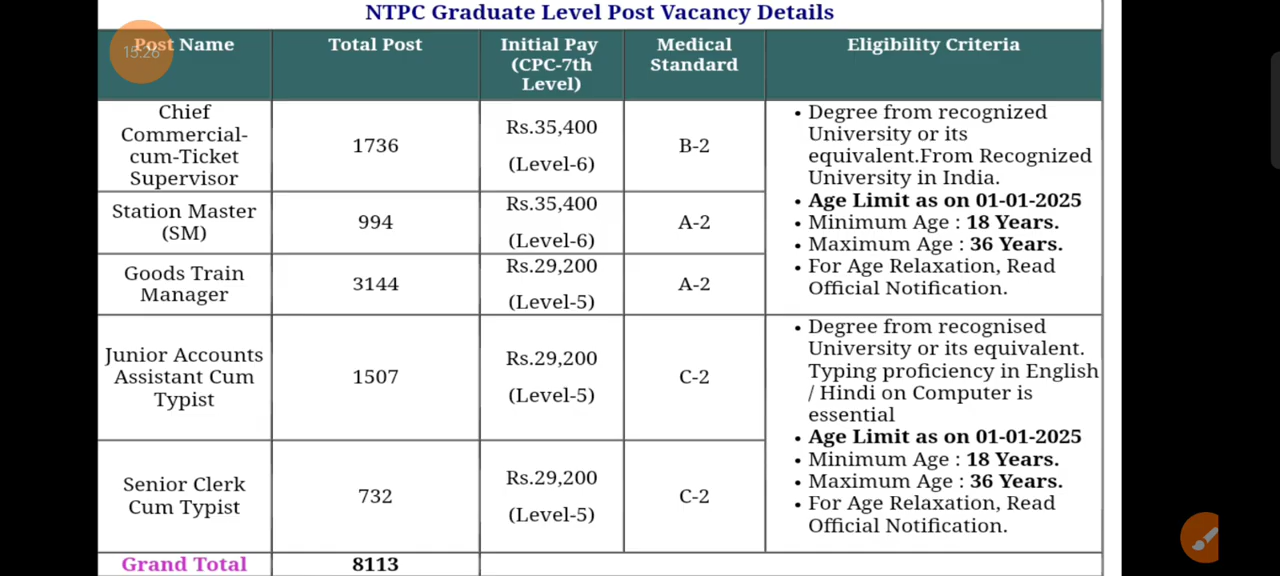 NTPC Graduate Level Post Vacancy Details
Post Name
Total Post
Initial Pay
(CPC-7th
Level)
Medical
Standard
Eligibility Criteria
15:26
Chief
Commercial-
cum-Ticket
Supervisor
1736
Rs.35,400
(Level-6)
B-2
Station Master
(SM)
994
Rs.35,400
(Level-6)
A-2
Goods Train
Manager
3144
Rs.29,200
(Level-5)
A-2
• Degree from recognized
University or its
equivalent.From Recognized
University in India.
• Age Limit as on 01-01-2025
• Minimum Age : 18 Years.
• Maximum Age : 36 Years.
• For Age Relaxation, Read
Official Notification.
Junior Accounts
Assistant Cum
Typist
1507
Rs.29,200
(Level-5)
C-2
Senior Clerk
Cum Typist
732
Rs.29,200
(Level-5)
C-2
• Degree from recognised
University or its equivalent.
Typing proficiency in English
/ Hindi on Computer is
essential
• Age Limit as on 01-01-2025
• Minimum Age : 18 Years.
• Maximum Age : 36 Years.
• For Age Relaxation, Read
Official Notification.
Grand Total
8113